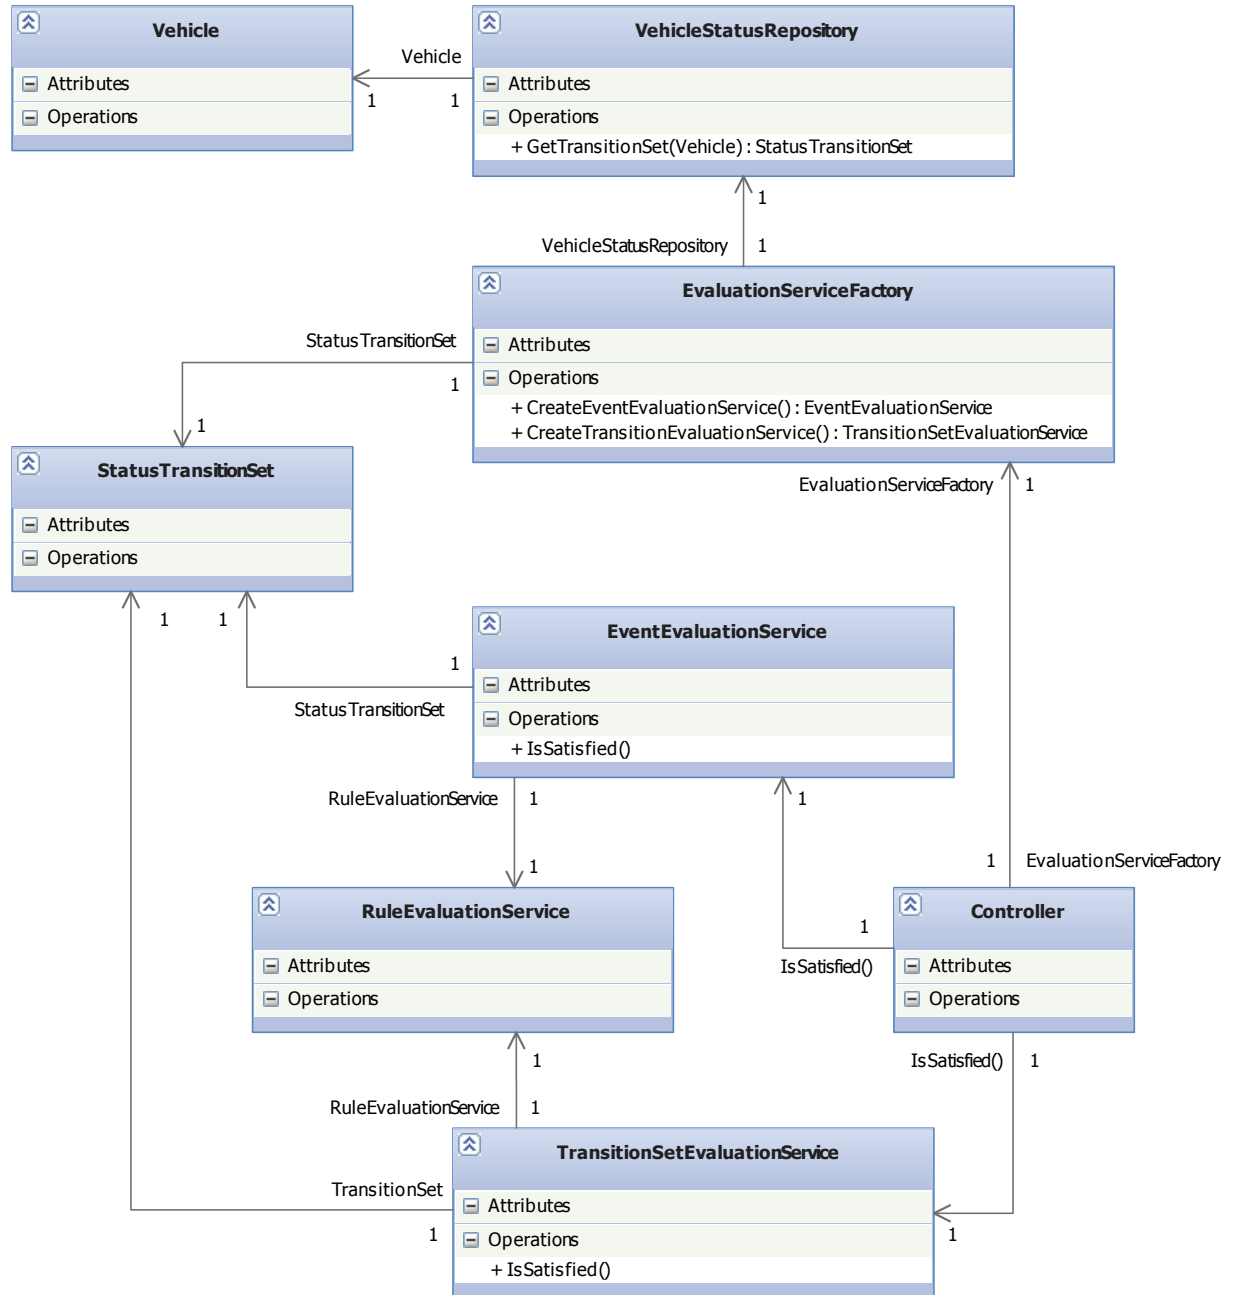 Vehicle
Attributes
Operations
Vehicle
1
1
VehicleStatusRepository
Attributes
Operations
+ GetTransitionSet(Vehicle) : StatusTransitionSet
1
VehicleStatusRepository
1
EvaluationServiceFactory
Attributes
Operations
+ CreateEventEvaluationService() : EventEvaluationService
+ CreateTransitionEvaluationService() : TransitionSetEvaluationService
StatusTransitionSet
1
1
EvaluationServiceFactory
1
StatusTransitionSet
Attributes
Operations
1
1
1
StatusTransitionSet
EventEvaluationService
Attributes
Operations
+ IsSatisfied()
RuleEvaluationService
1
1
1
1
EvaluationServiceFactory
RuleEvaluationService
Attributes
Operations
1
IsSatisfied()
Controller
Attributes
Operations
1
IsSatisfied()
1
RuleEvaluationService
1
TransitionSet
1
TransitionSetEvaluationService
Attributes
Operations
+ IsSatisfied()
1